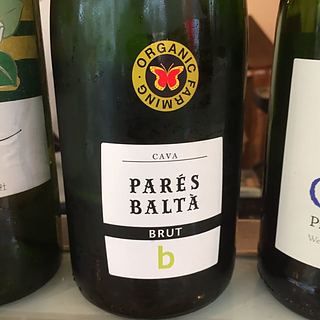 ORGANIC FARMING
CAVA
PARÉS
BALTÀ
BRUT
b